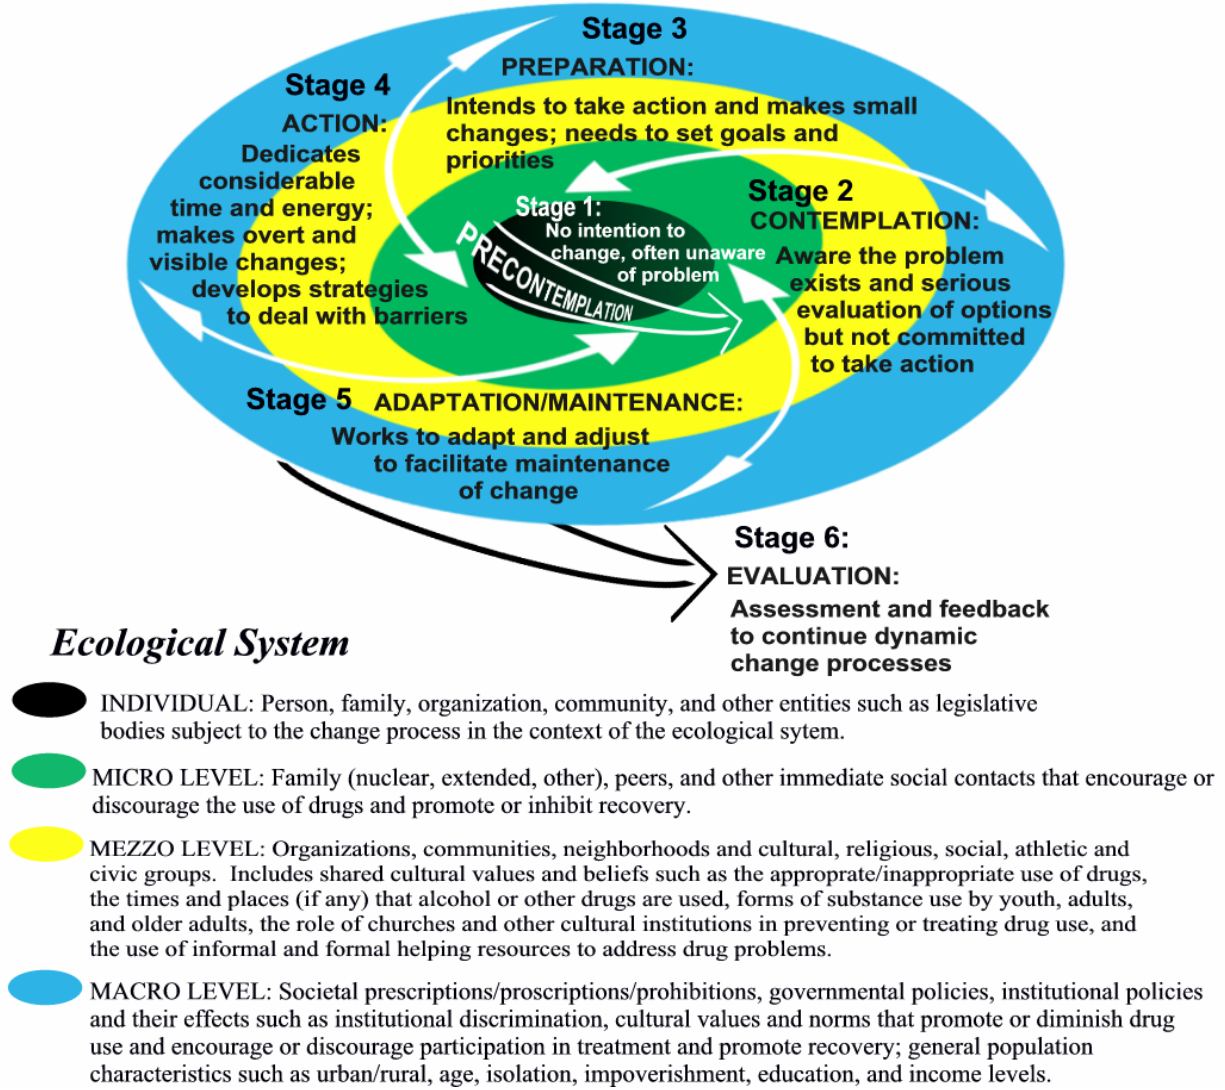 Stage 3
PREPARATION:
Intends to take action and makes small
changes; needs to set goals and
priorities
Stage 4
ACTION:
Dedicates
considerable
time and energy;
makes overt and
visible changes;
develops strategies
to deal with barriers
Stage 1:
No intention to
change, often unaware
of problem
PRECONTEMPLATION
Stage 2
CONTEMPLATION:
Aware the problem
exists and serious
evaluation of options
but not committed
to take action
Stage 5 ADAPTATION/MAINTENANCE:
Works to adapt and adjust
to facilitate maintenance
of change
Stage 6:
EVALUATION:
Assessment and feedback
to continue dynamic
change processes
Ecological System
INDIVIDUAL: Person, family, organization, community, and other entities such as legislative
bodies subject to the change process in the context of the ecological sytem.
MICRO LEVEL: Family (nuclear, extended, other), peers, and other immediate social contacts that encourage or
discourage the use of drugs and promote or inhibit recovery.
MEZZO LEVEL: Organizations, communities, neighborhoods and cultural, religious, social, athletic and
civic groups.  Includes shared cultural values and beliefs such as the approprate/inappropriate use of drugs,
the times and places (if any) that alcohol or other drugs are used, forms of substance use by youth, adults,
and older adults, the role of churches and other cultural institutions in preventing or treating drug use, and
the use of informal and formal helping resources to address drug problems.
MACRO LEVEL: Societal prescriptions/proscriptions/prohibitions, governmental policies, institutional policies
and their effects such as institutional discrimination, cultural values and norms that promote or diminish drug
use and encourage or discourage participation in treatment and promote recovery; general population
characteristics such as urban/rural, age, isolation, impoverishment, education, and income levels.